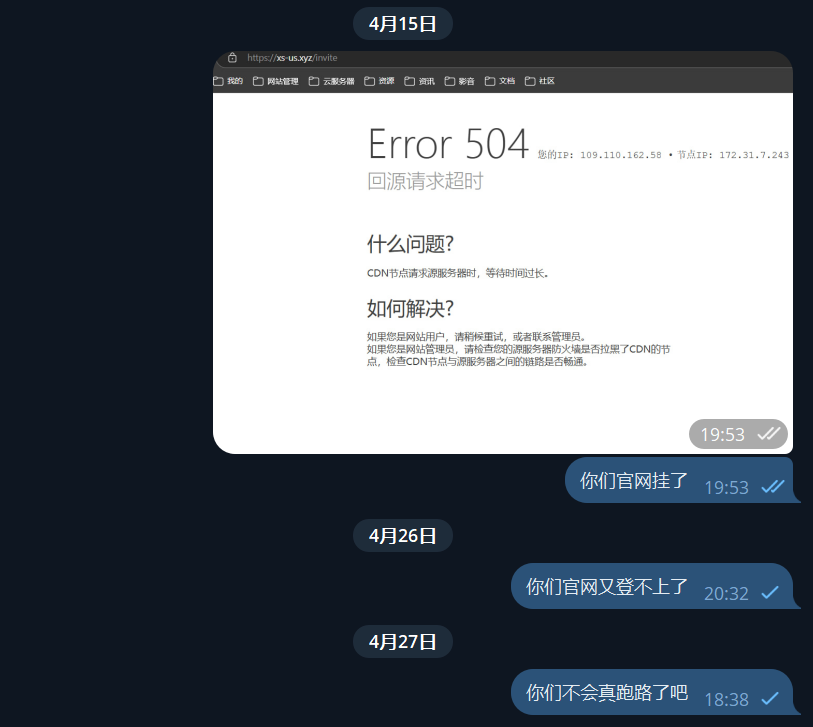 4月15日
https://xs-us.xyz/invite
我的 网站管理 云服务器 资源 资讯 影音 文档 社区
Error 504 您的IP: 109.110.162.58 • 节点IP: 172.31.7.243
回源请求超时
什么问题?
CDN节点请求源服务器时，等待时间过长。
如何解决?
如果您是网站用户，请稍候重试，或者联系管理员。
如果您是网站管理员，请检查您的源服务器防火墙是否拉黑了CDN的节
点，检查CDN节点与源服务器之间的链路是否畅通。
19:53
你们官网挂了 19:53
4月26日
你们官网又登不上了 20:32
4月27日
你们不会真跑路了吧 18:38